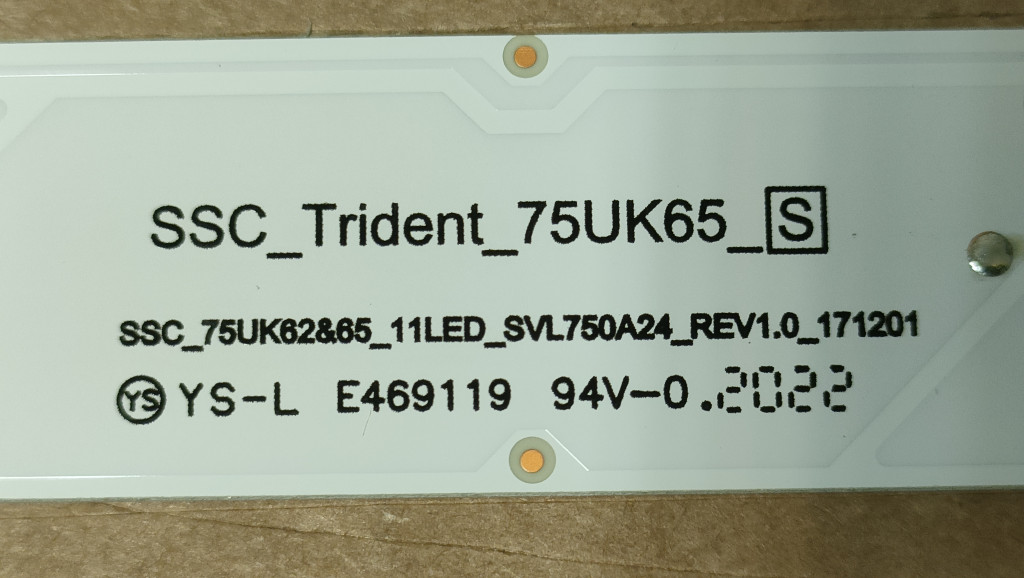 SSC_Trident_75UK65_S
SSC_75UK62&65_11LED_SVL750A24_REV1.0_171201
YS YS-L E469119 94V-0 .2022